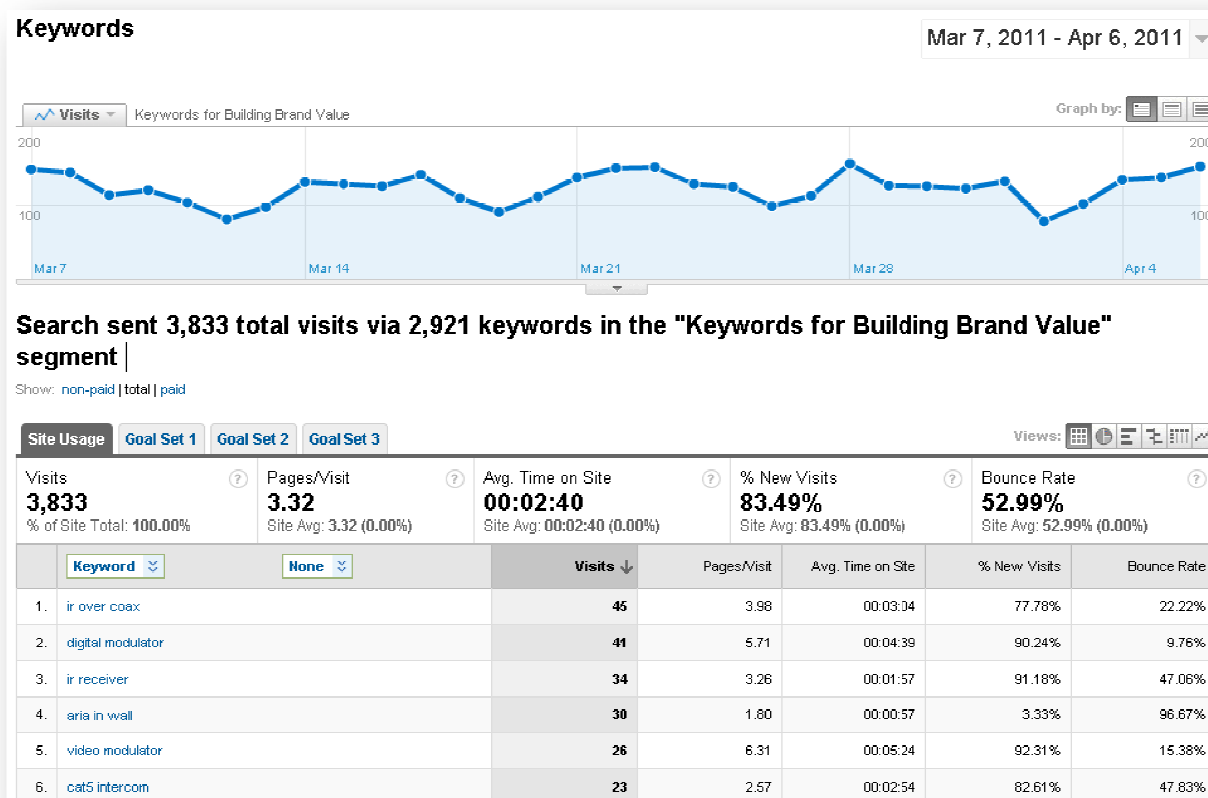 Keywords
Mar 7, 2011 - Apr 6, 2011
Visits Keywords for Building Brand Value Graph by:
200 200
100 100
Mar 7 Mar 14 Mar 21 Mar 28 Apr 4
Search sent 3,833 total visits via 2,921 keywords in the "Keywords for Building Brand Value"
segment
Show: non-paid | total | paid
Site Usage Goal Set 1 Goal Set 2 Goal Set 3 Views:
Visits ? Pages/Visit ? Avg. Time on Site ? % New Visits ? Bounce Rate ?
3,833 3.32 00:02:40 83.49% 52.99%
% of Site Total: 100.00% Site Avg: 3.32 (0.00%) Site Avg: 00:02:40 (0.00%) Site Avg: 83.49% (0.00%) Site Avg: 52.99% (0.00%)
Keyword None Visits Pages/Visit Avg. Time on Site % New Visits Bounce Rate
1. ir over coax 45 3.98 00:03:04 77.78% 22.22%
2. digital modulator 41 5.71 00:04:39 90.24% 9.76%
3. ir receiver 34 3.26 00:01:57 91.18% 47.06%
4. aria in wall 30 1.80 00:00:57 3.33% 96.67%
5. video modulator 26 6.31 00:05:24 92.31% 15.38%
6. cat5 intercom 23 2.57 00:02:54 82.61% 47.83%